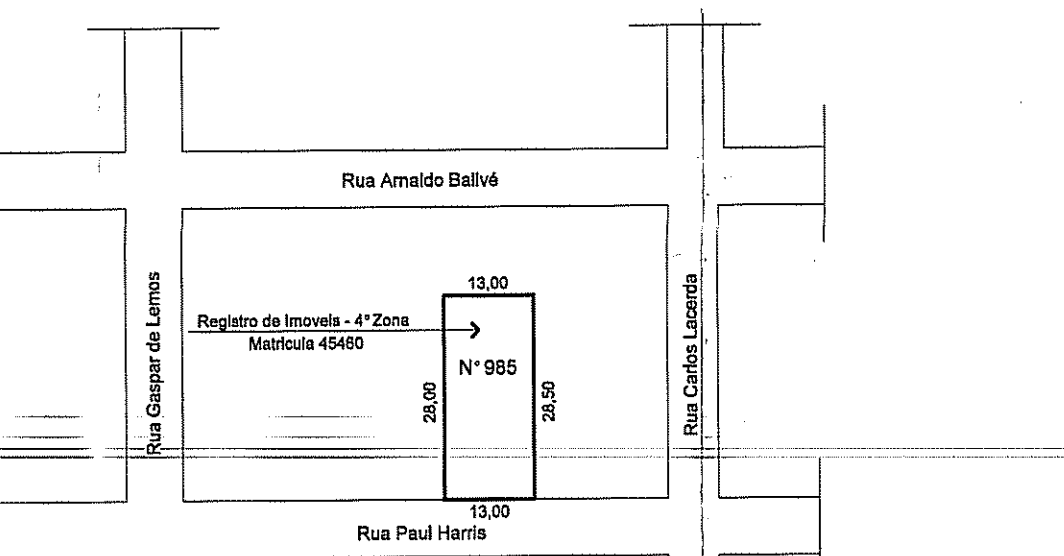 Rua Arnaldo Ballvé
13,00
Rua Gaspar de Lemos
Registro de Imoveis - 4° Zona
Matricula 45460
N° 985
28,00
28,50
Rua Carlos Lacerda
13,00
Rua Paul Harris